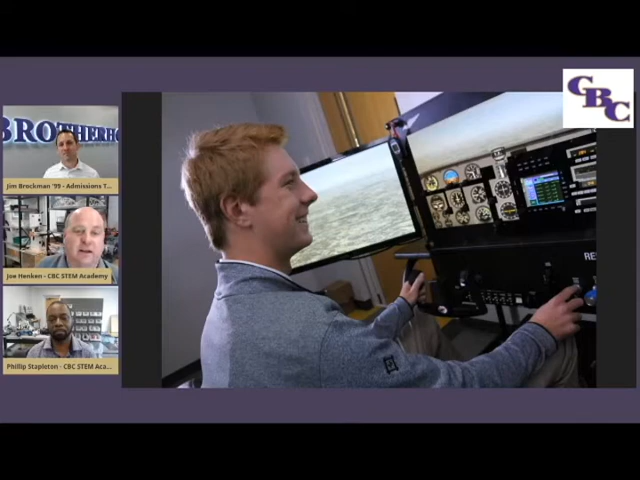 CBC
BROTHERHO
Jim Brockman '99 - Admissions T...
Joe Henken - CBC STEM Academy
Phillip Stapleton - CBC STEM Aca...
RE